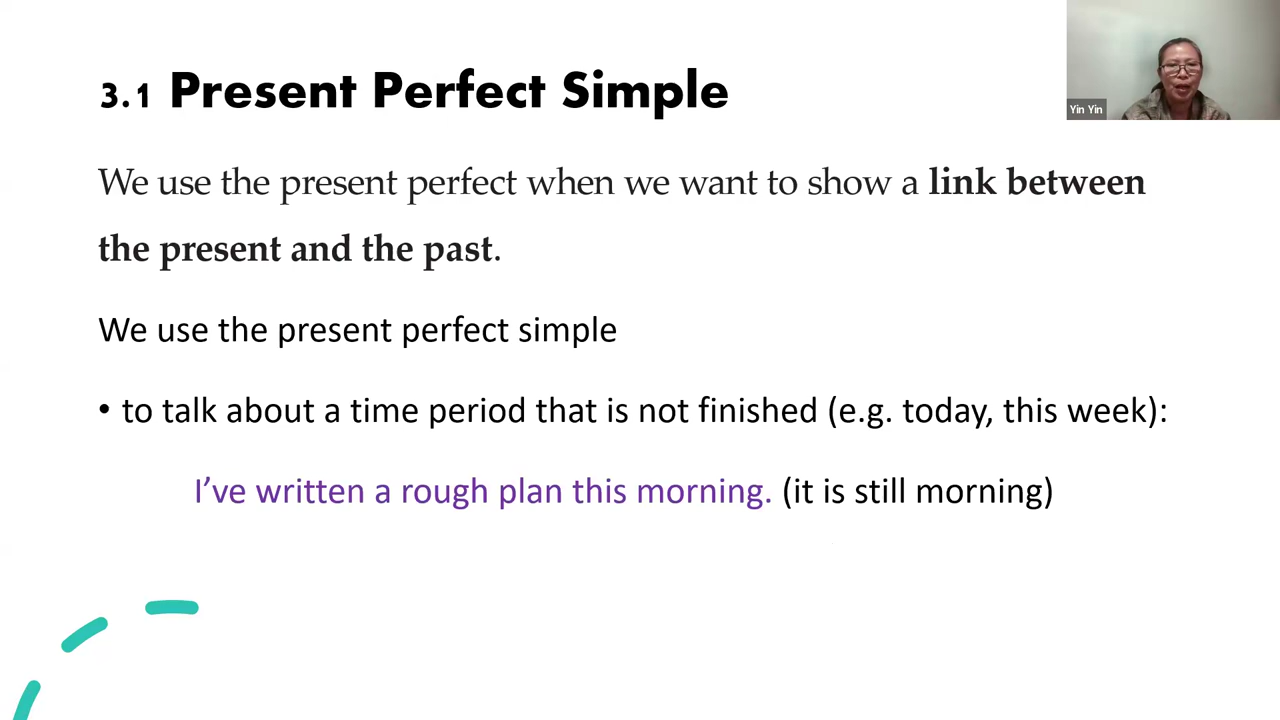 3.1 Present Perfect Simple
Yin Yin
We use the present perfect when we want to show a link between
the present and the past.
We use the present perfect simple
• to talk about a time period that is not finished (e.g. today, this week):
I’ve written a rough plan this morning. (it is still morning)